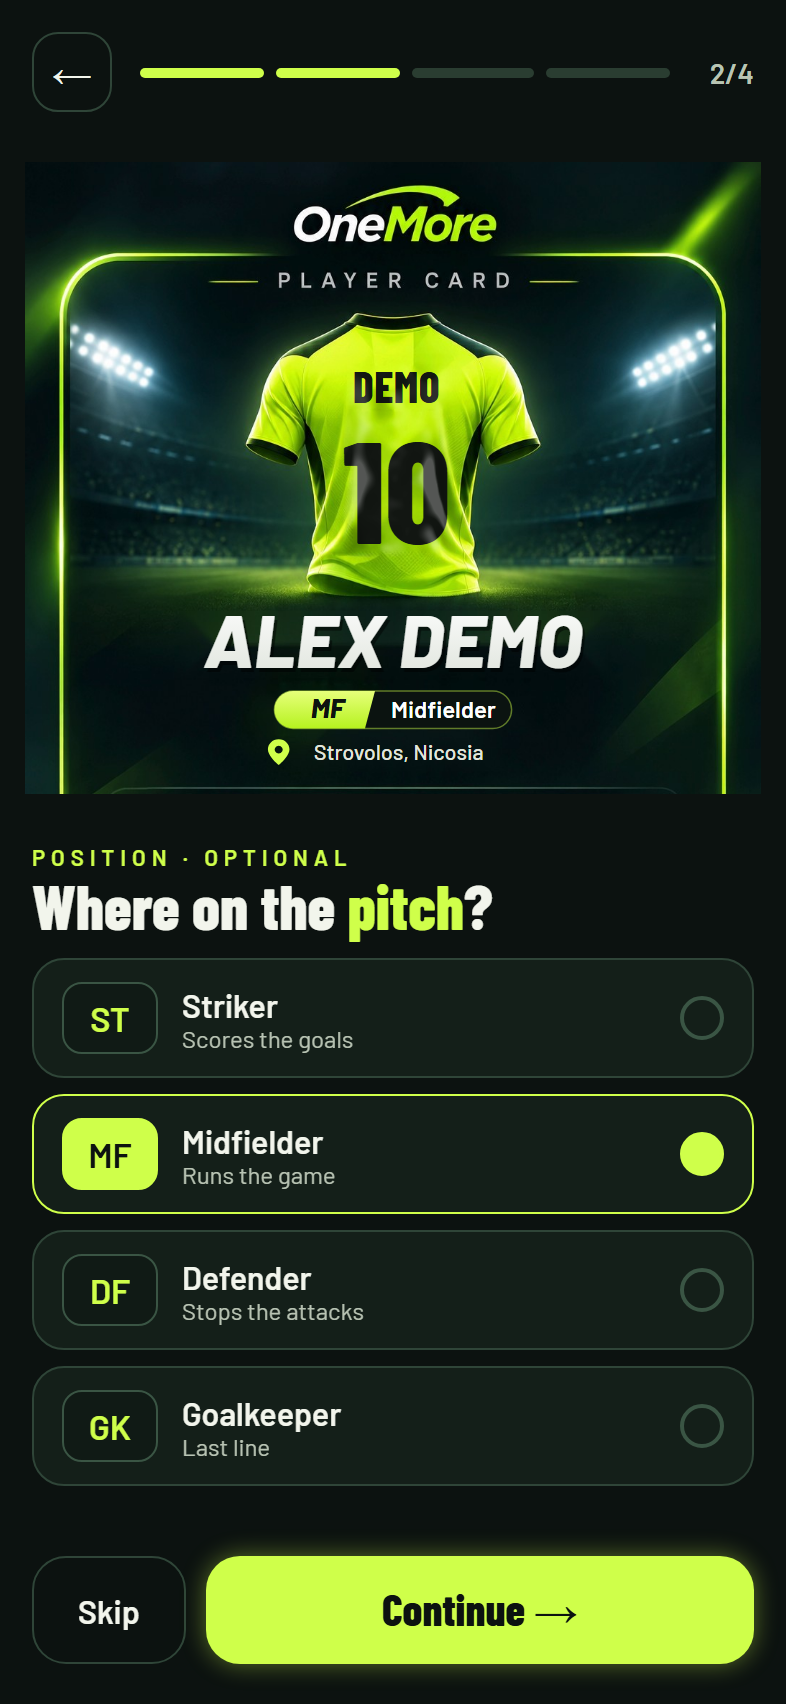 ←
2/4
OneMore
PLAYER CARD
DEMO
10
ALEX DEMO
MF Midfielder
Strovolos, Nicosia
POSITION · OPTIONAL
Where on the pitch?
ST
Striker
Scores the goals
MF
Midfielder
Runs the game
DF
Defender
Stops the attacks
GK
Goalkeeper
Last line
Skip
Continue →